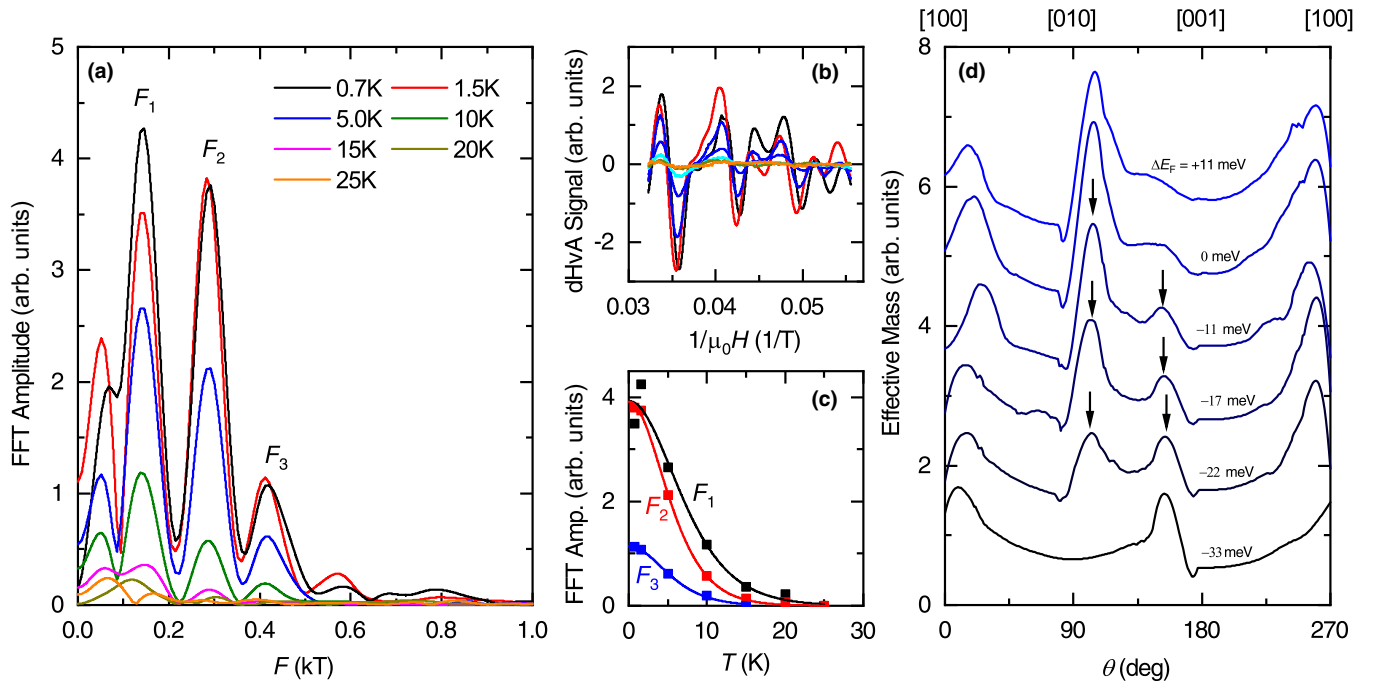 [100] [010] [001] [100]
(a)
F1
F2
F3
0.7K 1.5K
5.0K 10K
15K 20K
25K
FFT Amplitude (arb. units)
0 1 2 3 4 5
0.0 0.2 0.4 0.6 0.8 1.0
F (kT)
(b)
dHvA Signal (arb. units)
2
0
-2
0.03 0.04 0.05
1/μ0H (1/T)
(c)
FFT Amp. (arb. units)
4
2
0
F1
F2
F3
0 10 20 30
T (K)
(d)
Effective Mass (arb. units)
8
6
4
2
0
ΔEF = +11 meV
0 meV
−11 meV
−17 meV
−22 meV
−33 meV
0 90 180 270
θ (deg)